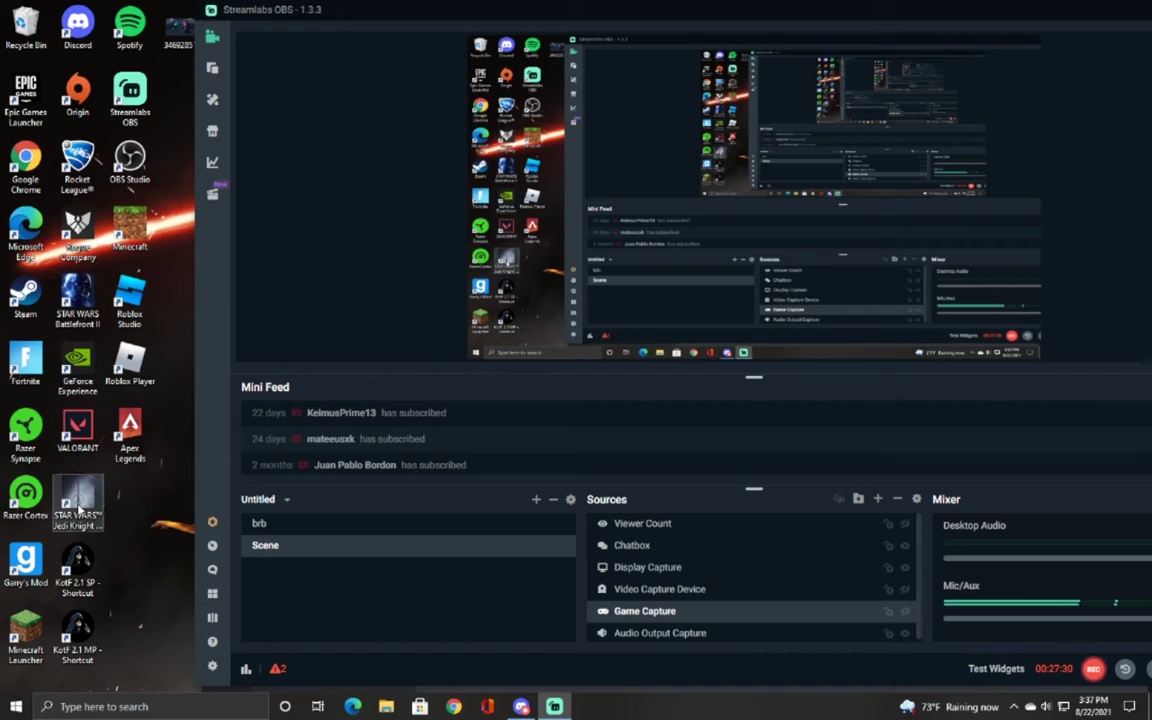 Streamlabs OBS - 1.3.3
Recycle Bin
Discord
Spotify
3469285
Epic Games Launcher
Origin
Streamlabs OBS
Google Chrome
Rocket League®
OBS Studio
Microsoft Edge
Rogue Company
Minecraft
Steam
STAR WARS Battlefront II
Roblox Studio
Fortnite
GeForce Experience
Roblox Player
Razer Synapse
VALORANT
Apex Legends
Razer Cortex
STAR WARS™ Jedi Knight ...
Garry's Mod
KotF 2.1 SP - Shortcut
Minecraft Launcher
KotF 2.1 MP - Shortcut
New
Mini Feed
22 days KeimusPrime13 has subscribed
24 days mateeusxk has subscribed
2 months Juan Pablo Bordon has subscribed
Untitled
brb
Scene
Sources
Viewer Count
Chatbox
Display Capture
Video Capture Device
Game Capture
Audio Output Capture
Mixer
Desktop Audio
Mic/Aux
2
Test Widgets
00:27:30
REC
Type here to search
73°F Raining now
3:37 PM
8/22/2021